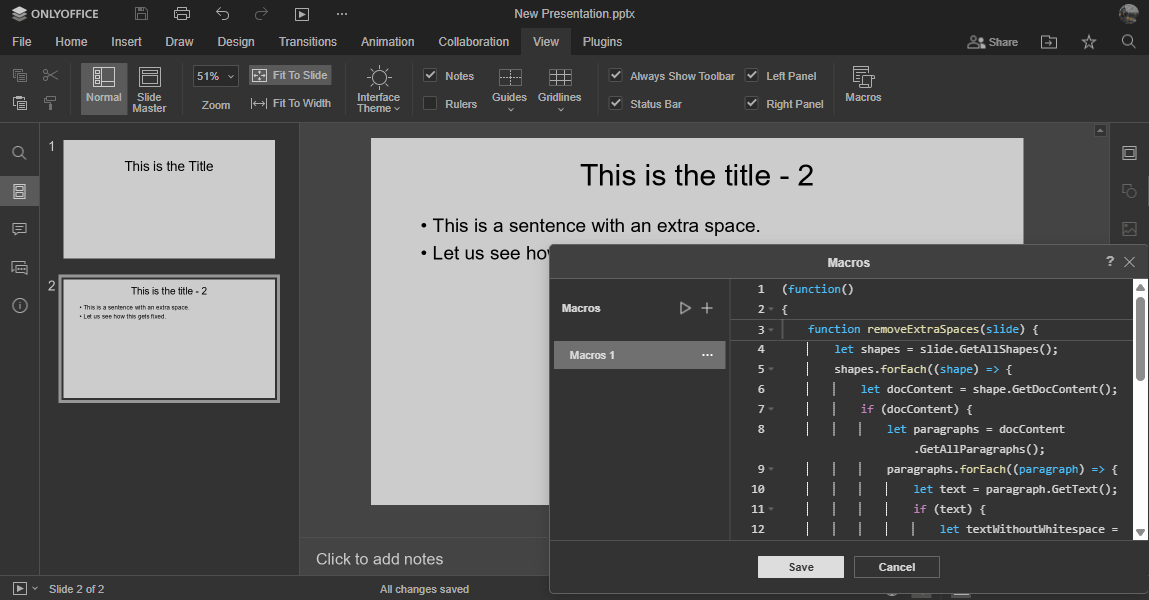 ONLYOFFICE
New Presentation.pptx
File Home Insert Draw Design Transitions Animation Collaboration View Plugins Share
Normal
Slide Master
51%
Zoom
Fit To Slide
Fit To Width
Interface Theme
Notes
Rulers
Guides
Gridlines
Always Show Toolbar
Status Bar
Left Panel
Right Panel
Macros
1
This is the Title
2
This is the title - 2
• This is a sentence with an extra space.
• Let us see how this gets fixed.
This is the title - 2
• This is a sentence with an extra space.
• Let us see how
Macros
?
Macros
Macros 1
1 (function()
2 {
3 function removeExtraSpaces(slide) {
4 let shapes = slide.GetAllShapes();
5 shapes.forEach((shape) => {
6 let docContent = shape.GetDocContent();
7 if (docContent) {
8 let paragraphs = docContent
.GetAllParagraphs();
9 paragraphs.forEach((paragraph) => {
10 let text = paragraph.GetText();
11 if (text) {
12 let textWithoutWhitespace =
Save
Cancel
Click to add notes
Slide 2 of 2
All changes saved